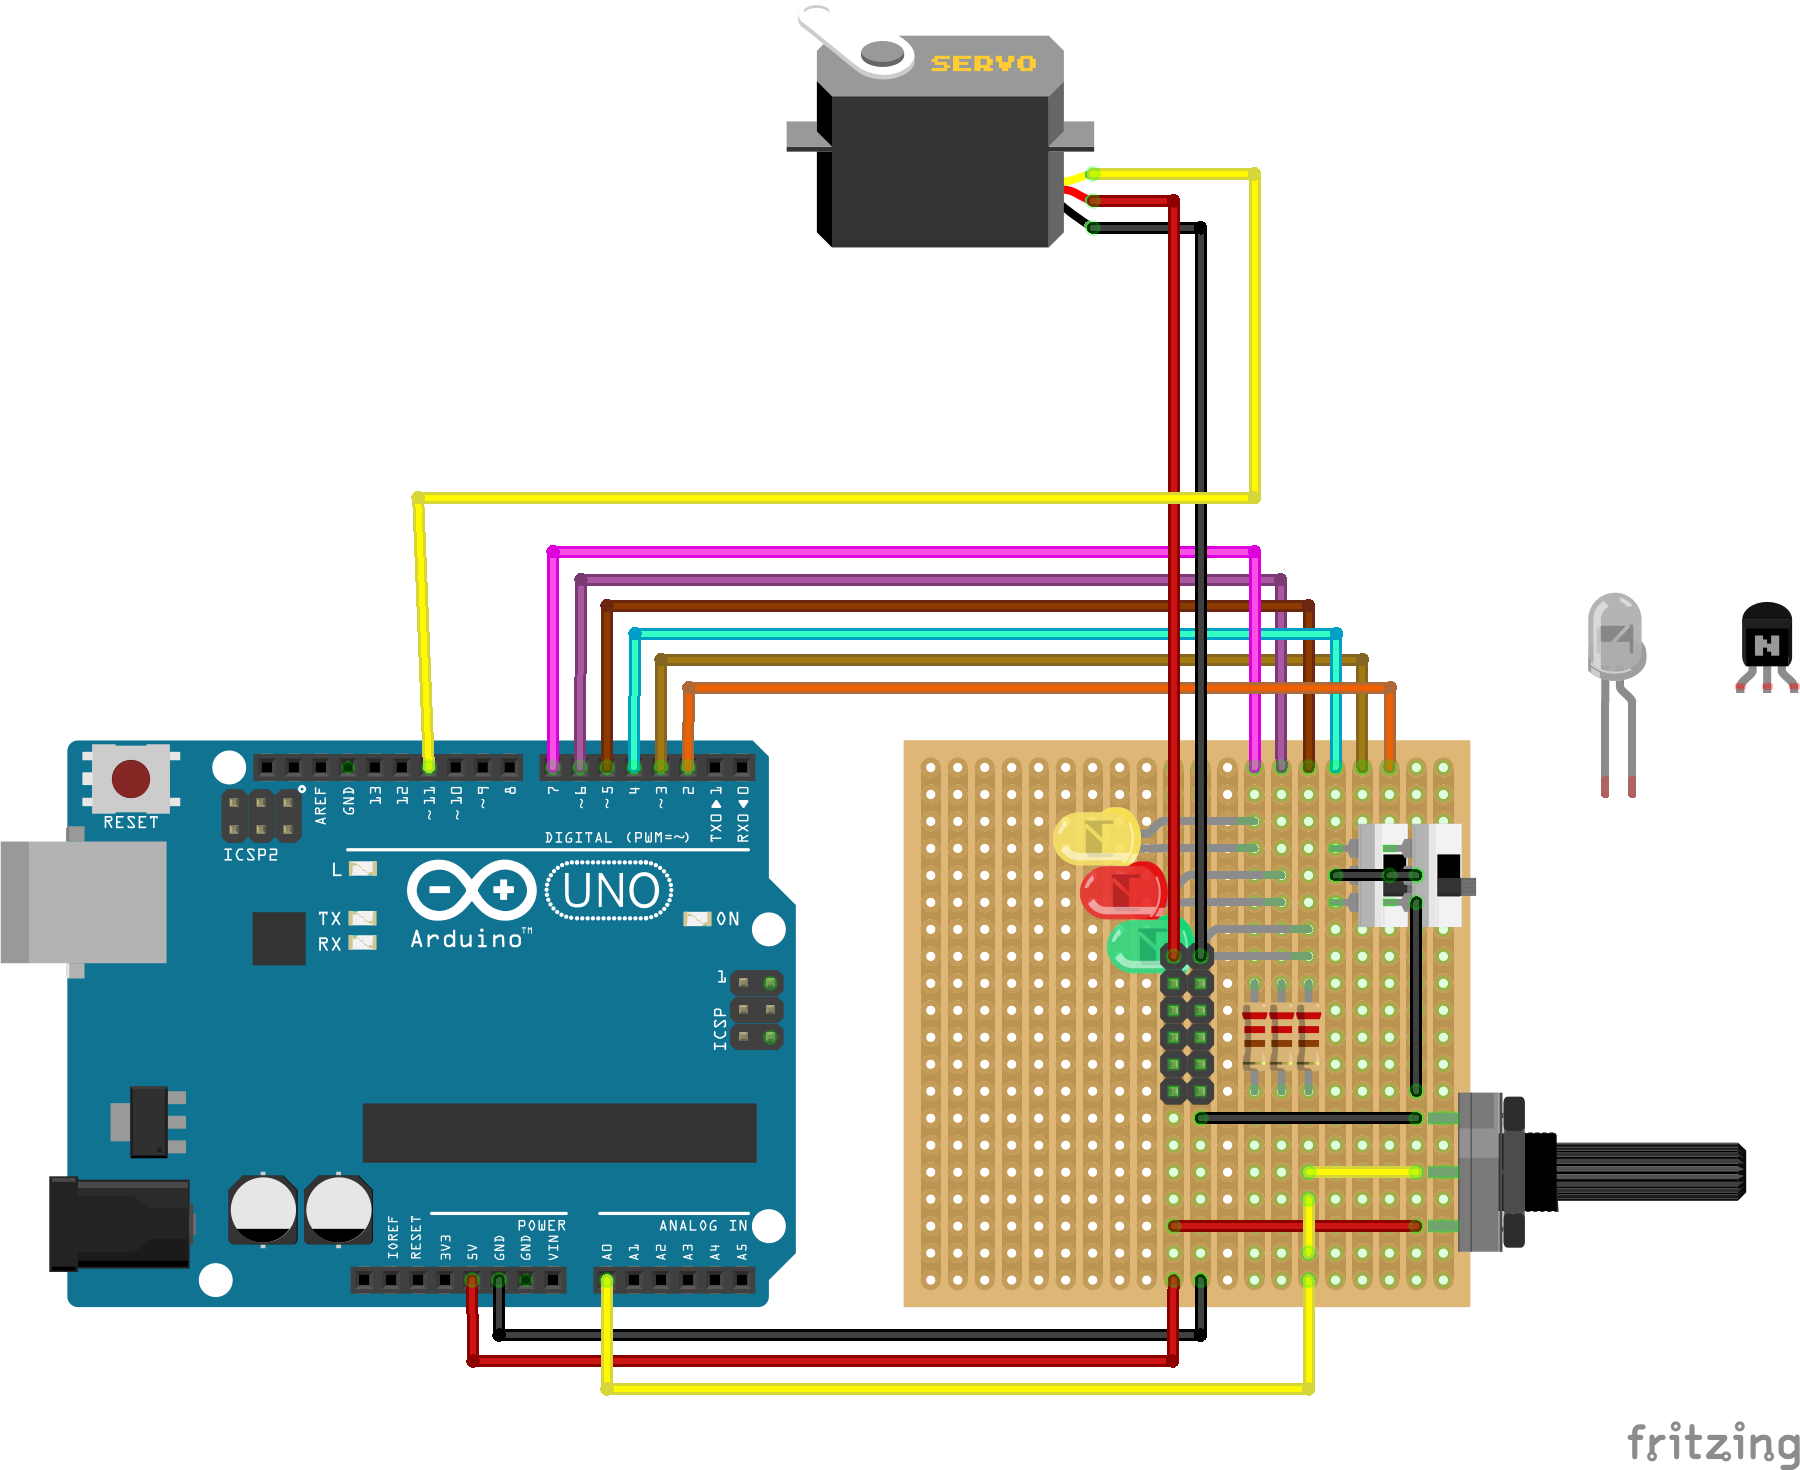 SERVO
RESET
ICSP2
AREF
GND
13
12
~11
~10
~9
8
7
~6
~5
4
~3
2
TX0▶1
RX0◀0
DIGITAL (PWM=~)
L
TX
RX
UNO
ON
Arduino™
1
ICSP
IOREF
RESET
3V3
5V
GND
GND
VIN
POWER
ANALOG IN
A0
A1
A2
A3
A4
A5
N
fritzing